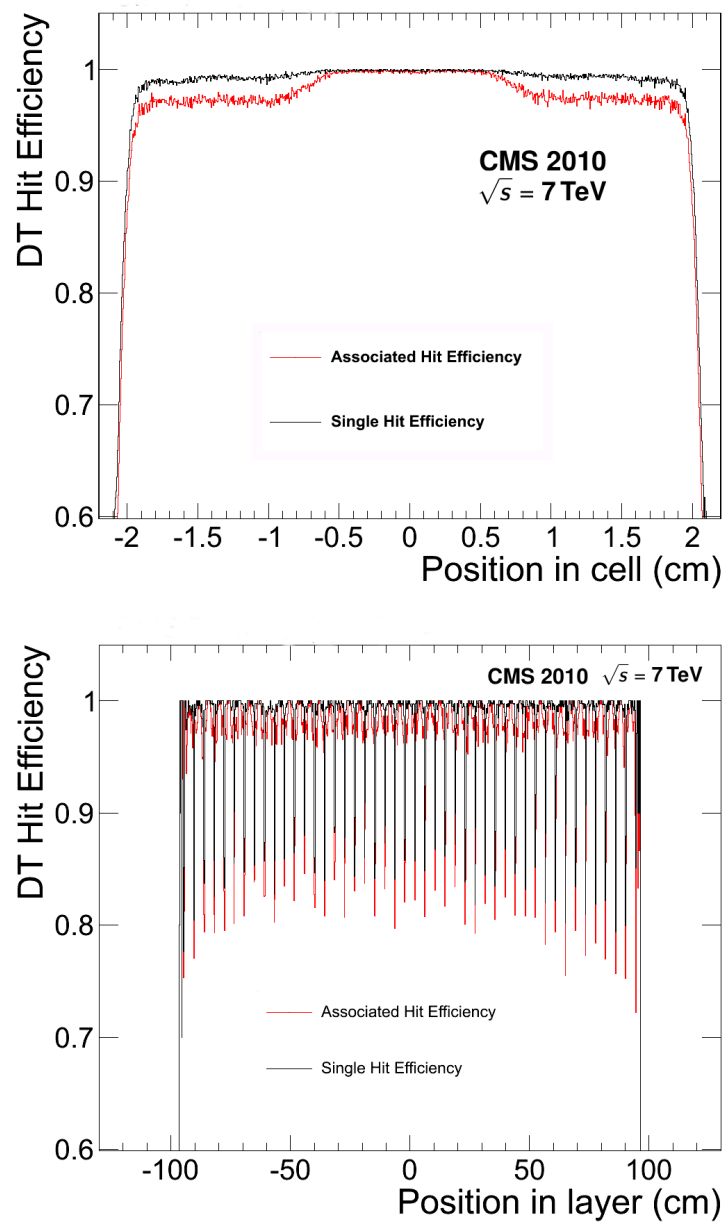 DT Hit Efficiency
1
0.9
0.8
0.7
0.6
CMS 2010
√s = 7 TeV
Associated Hit Efficiency
Single Hit Efficiency
-2 -1.5 -1 -0.5 0 0.5 1 1.5 2
Position in cell (cm)
DT Hit Efficiency
1
0.9
0.8
0.7
0.6
CMS 2010 √s = 7 TeV
Associated Hit Efficiency
Single Hit Efficiency
-100 -50 0 50 100
Position in layer (cm)